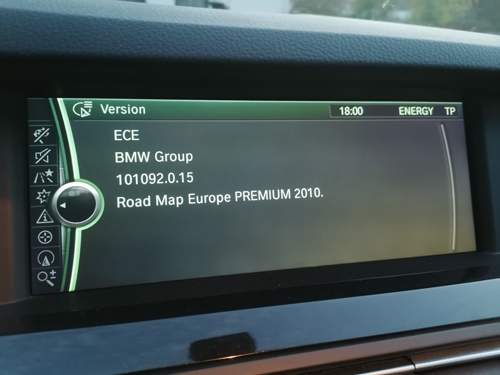 Version 18:00 ENERGY TP
ECE
BMW Group
101092.0.15
Road Map Europe PREMIUM 2010.